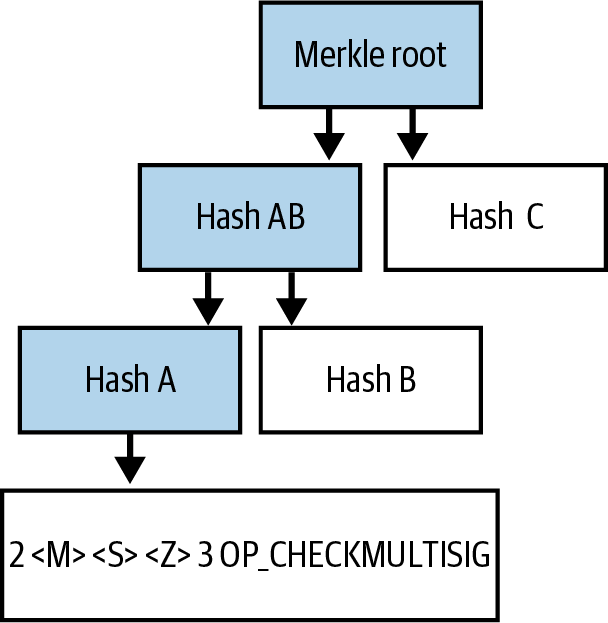 Merkle root
Hash AB
Hash C
Hash A
Hash B
2 <M> <S> <Z> 3 OP_CHECKMULTISIG